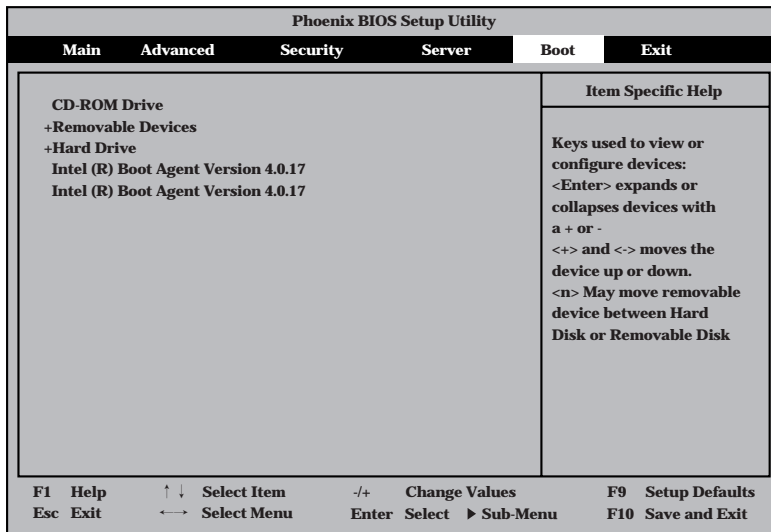 Phoenix BIOS Setup Utility
Main Advanced Security Server Boot Exit
CD-ROM Drive
+Removable Devices
+Hard Drive
Intel (R) Boot Agent Version 4.0.17
Intel (R) Boot Agent Version 4.0.17
Item Specific Help
Keys used to view or
configure devices:
<Enter> expands or
collapses devices with
a + or -
<+> and <-> moves the
device up or down.
<n> May move removable
device between Hard
Disk or Removable Disk
F1 Help ↑ ↓ Select Item -/+ Change Values F9 Setup Defaults
Esc Exit ←→ Select Menu Enter Select ▶ Sub-Menu F10 Save and Exit